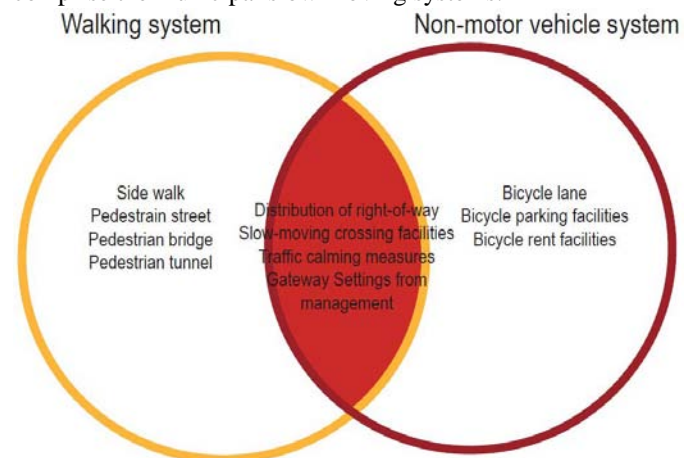 Walking system
Non-motor vehicle system
Side walk
Pedestrain street
Pedestrian bridge
Pedestrian tunnel
Distribution of right-of-way
Slow-moving crossing facilities
Traffic calming measures
Gateway Settings from
management
Bicycle lane
Bicycle parking facilities
Bicycle rent facilities